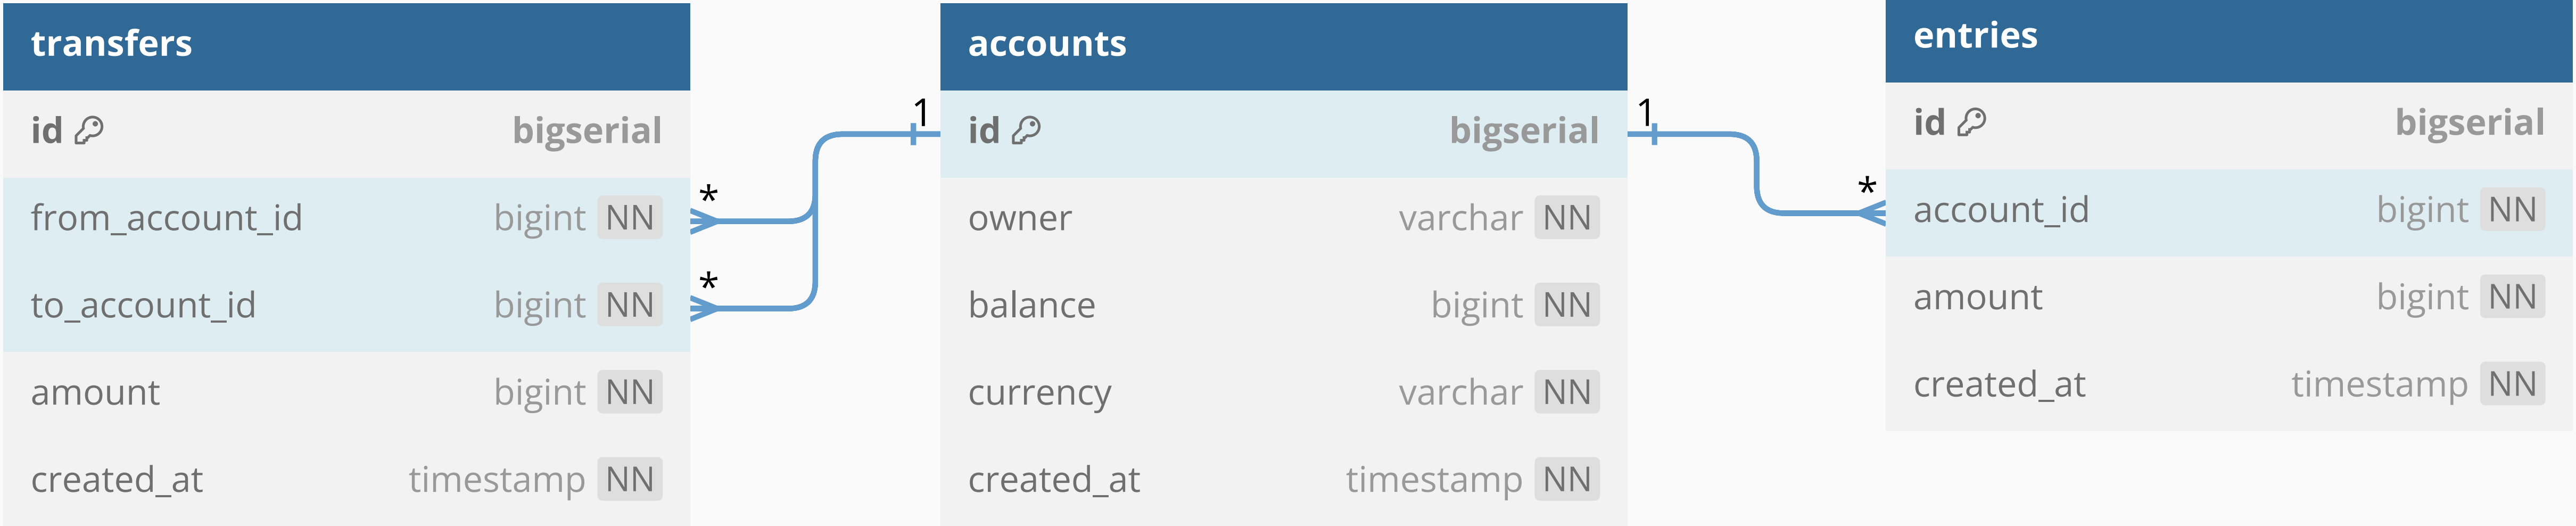 transfers
id bigserial
from_account_id bigint NN
to_account_id bigint NN
amount bigint NN
created_at timestamp NN
*
*
1
accounts
id bigserial
owner varchar NN
balance bigint NN
currency varchar NN
created_at timestamp NN
1
*
entries
id bigserial
account_id bigint NN
amount bigint NN
created_at timestamp NN